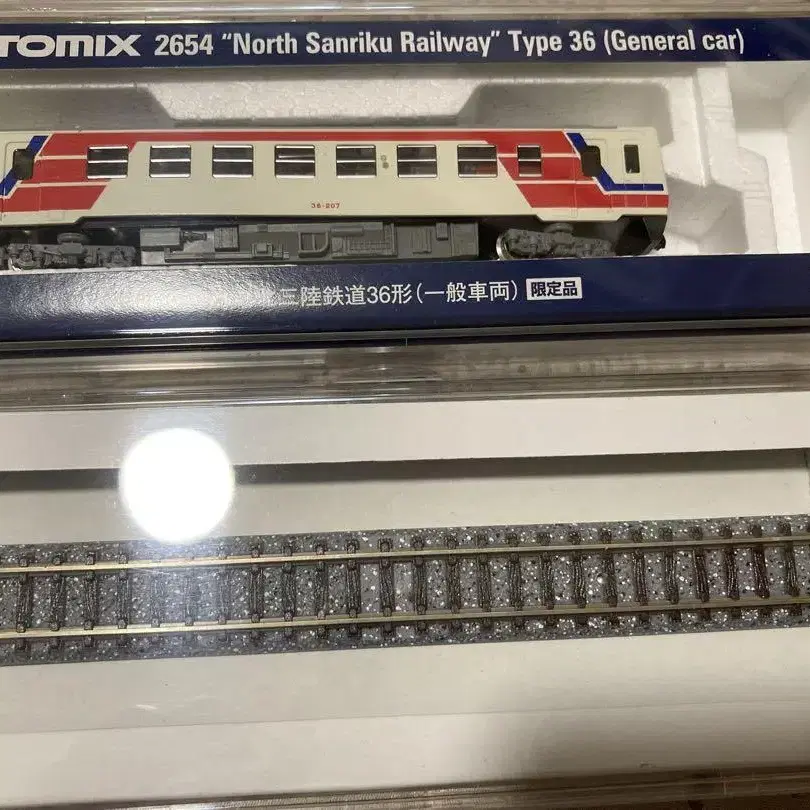 TOMIX 2654 “North Sanriku Railway” Type 36 (General car)
36-207
三陸鉄道36形(一般車両) 限定品